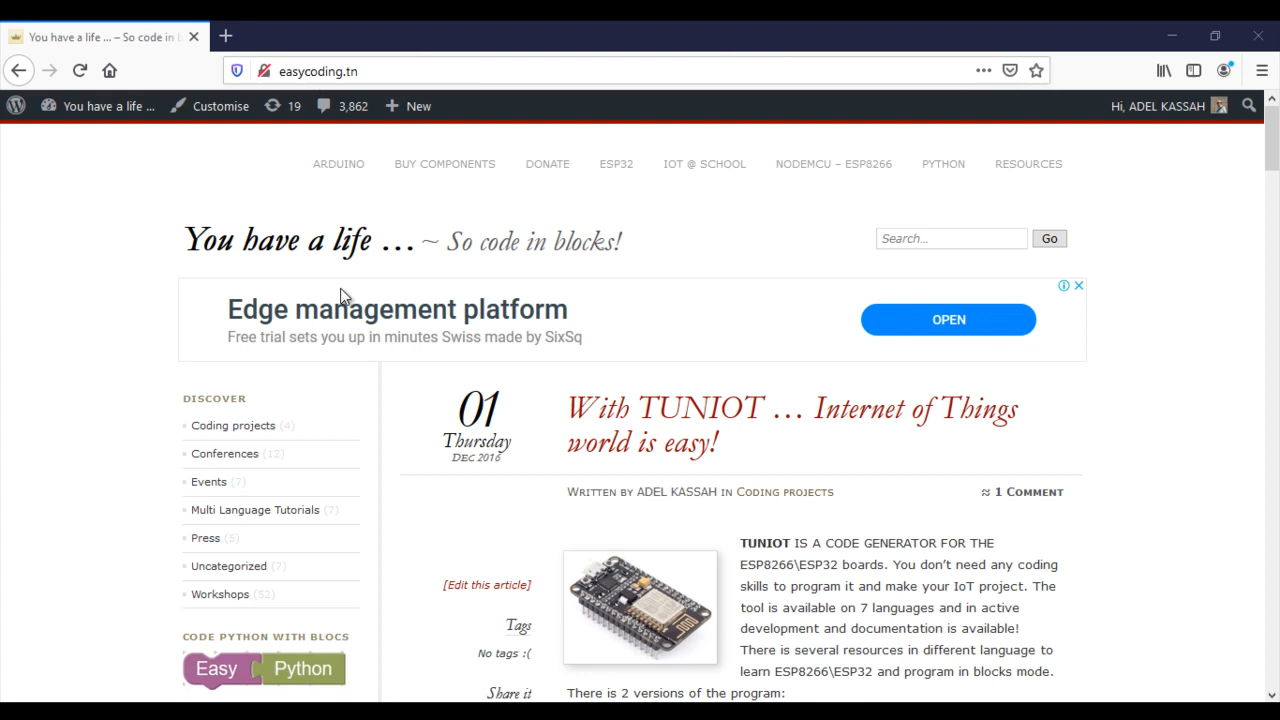 You have a life ... – So code in b
easycoding.tn
You have a life ... Customise 19 3,862 New Hi, ADEL KASSAH
ARDUINO BUY COMPONENTS DONATE ESP32 IOT @ SCHOOL NODEMCU – ESP8266 PYTHON RESOURCES
You have a life ... ~ So code in blocks!
Search... Go
Edge management platform
Free trial sets you up in minutes Swiss made by SixSq
OPEN
DISCOVER
Coding projects (4)
Conferences (12)
Events (7)
Multi Language Tutorials (7)
Press (5)
Uncategorized (7)
Workshops (52)
CODE PYTHON WITH BLOCS
Easy Python
01
Thursday
DEC 2016
With TUNIOT ... Internet of Things
world is easy!
WRITTEN BY ADEL KASSAH IN CODING PROJECTS
≈ 1 COMMENT
[Edit this article]
Tags
No tags :(
Share it
TUNIOT IS A CODE GENERATOR FOR THE
ESP8266\ESP32 boards. You don't need any coding
skills to program it and make your IoT project. The
tool is available on 7 languages and in active
development and documentation is available!
There is several resources in different language to
learn ESP8266\ESP32 and program in blocks mode.
There is 2 versions of the program: